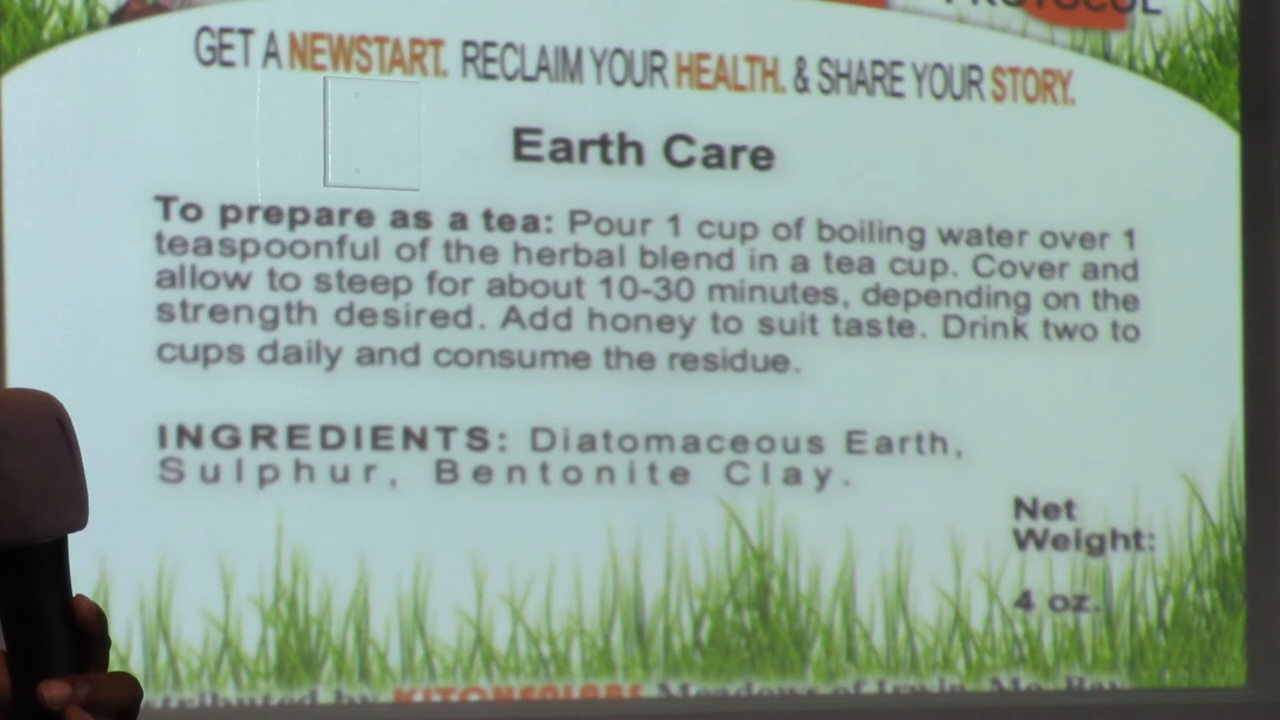 PROTOCOL
GET A NEWSTART. RECLAIM YOUR HEALTH. & SHARE YOUR STORY.
Earth Care
To prepare as a tea: Pour 1 cup of boiling water over 1
teaspoonful of the herbal blend in a tea cup. Cover and
allow to steep for about 10-30 minutes, depending on the
strength desired. Add honey to suit taste. Drink two to
cups daily and consume the residue.
INGREDIENTS: Diatomaceous Earth,
Sulphur, Bentonite Clay.
Net
Weight:
4 oz.